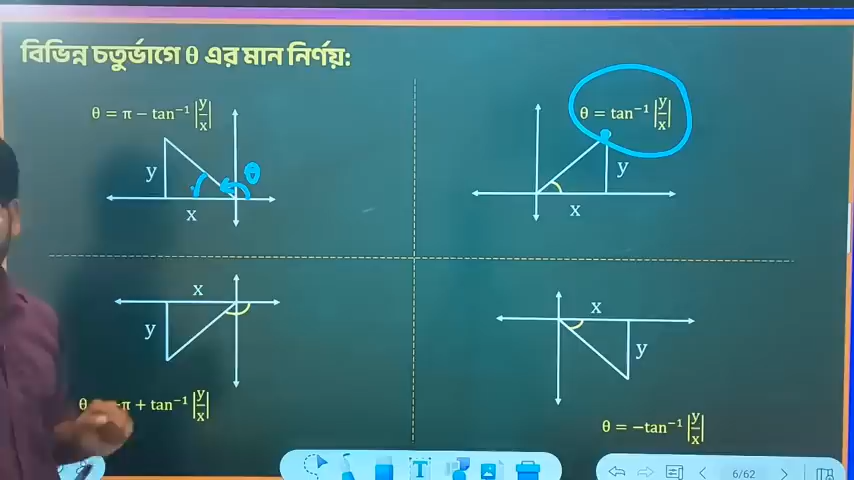 বিভিন্ন চতুর্ভাগে θ এর মান নির্ণয়:
θ = π − tan⁻¹ |y/x|
y
x
θ
θ = tan⁻¹ |y/x|
y
x
x
y
θ π + tan⁻¹ |y/x|
x
y
θ = −tan⁻¹ |y/x|
T
6/62